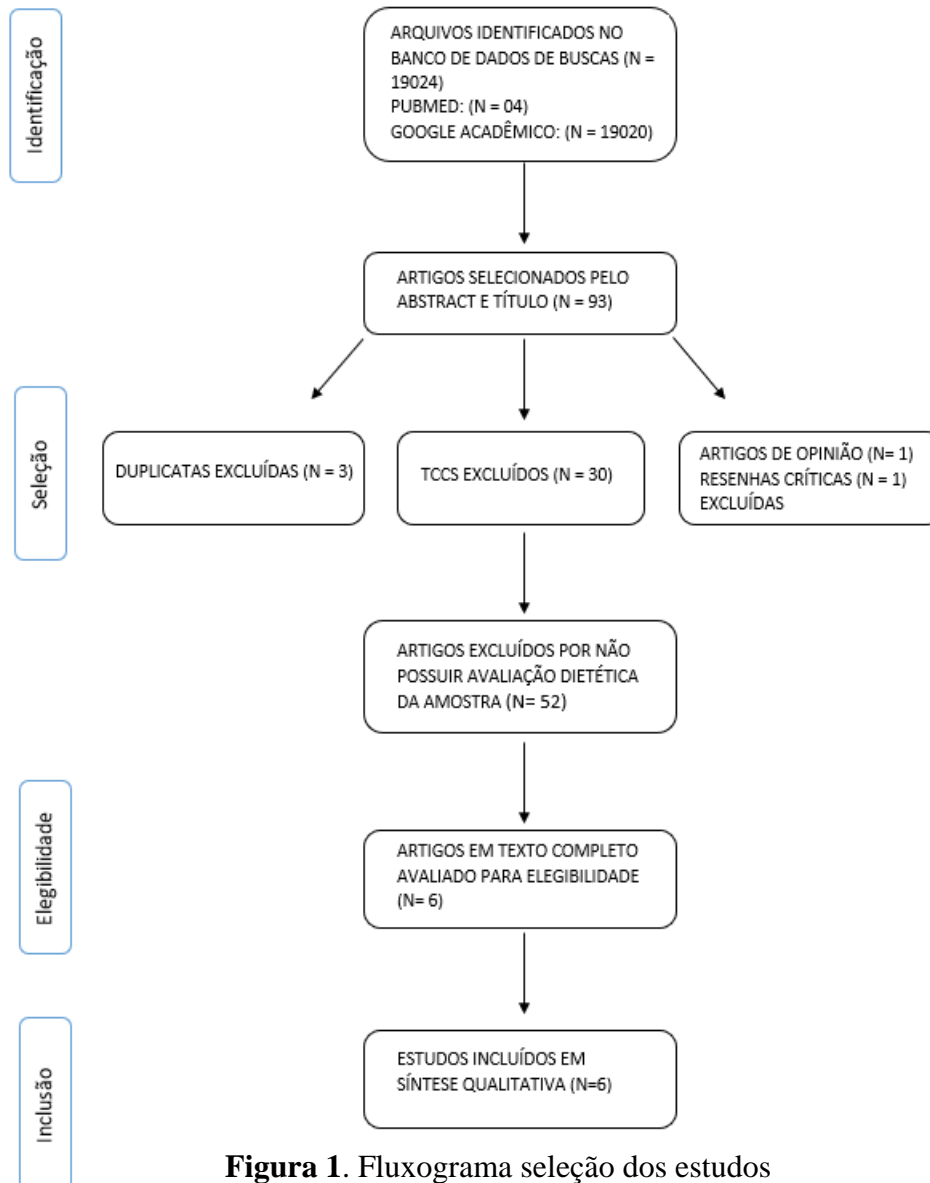 Identificação
ARQUIVOS IDENTIFICADOS NO
BANCO DE DADOS DE BUSCAS (N =
19024)
PUBMED: (N = 04)
GOOGLE ACADÊMICO: (N = 19020)
ARTIGOS SELECIONADOS PELO
ABSTRACT E TÍTULO (N = 93)
Seleção
DUPLICATAS EXCLUÍDAS (N = 3)
TCCS EXCLUÍDOS (N = 30)
ARTIGOS DE OPINIÃO (N= 1)
RESENHAS CRÍTICAS (N = 1)
EXCLUÍDAS
ARTIGOS EXCLUÍDOS POR NÃO
POSSUIR AVALIAÇÃO DIETÉTICA
DA AMOSTRA (N= 52)
Elegibilidade
ARTIGOS EM TEXTO COMPLETO
AVALIADO PARA ELEGIBILIDADE
(N= 6)
Inclusão
ESTUDOS INCLUÍDOS EM
SÍNTESE QUALITATIVA (N=6)
Figura 1. Fluxograma seleção dos estudos